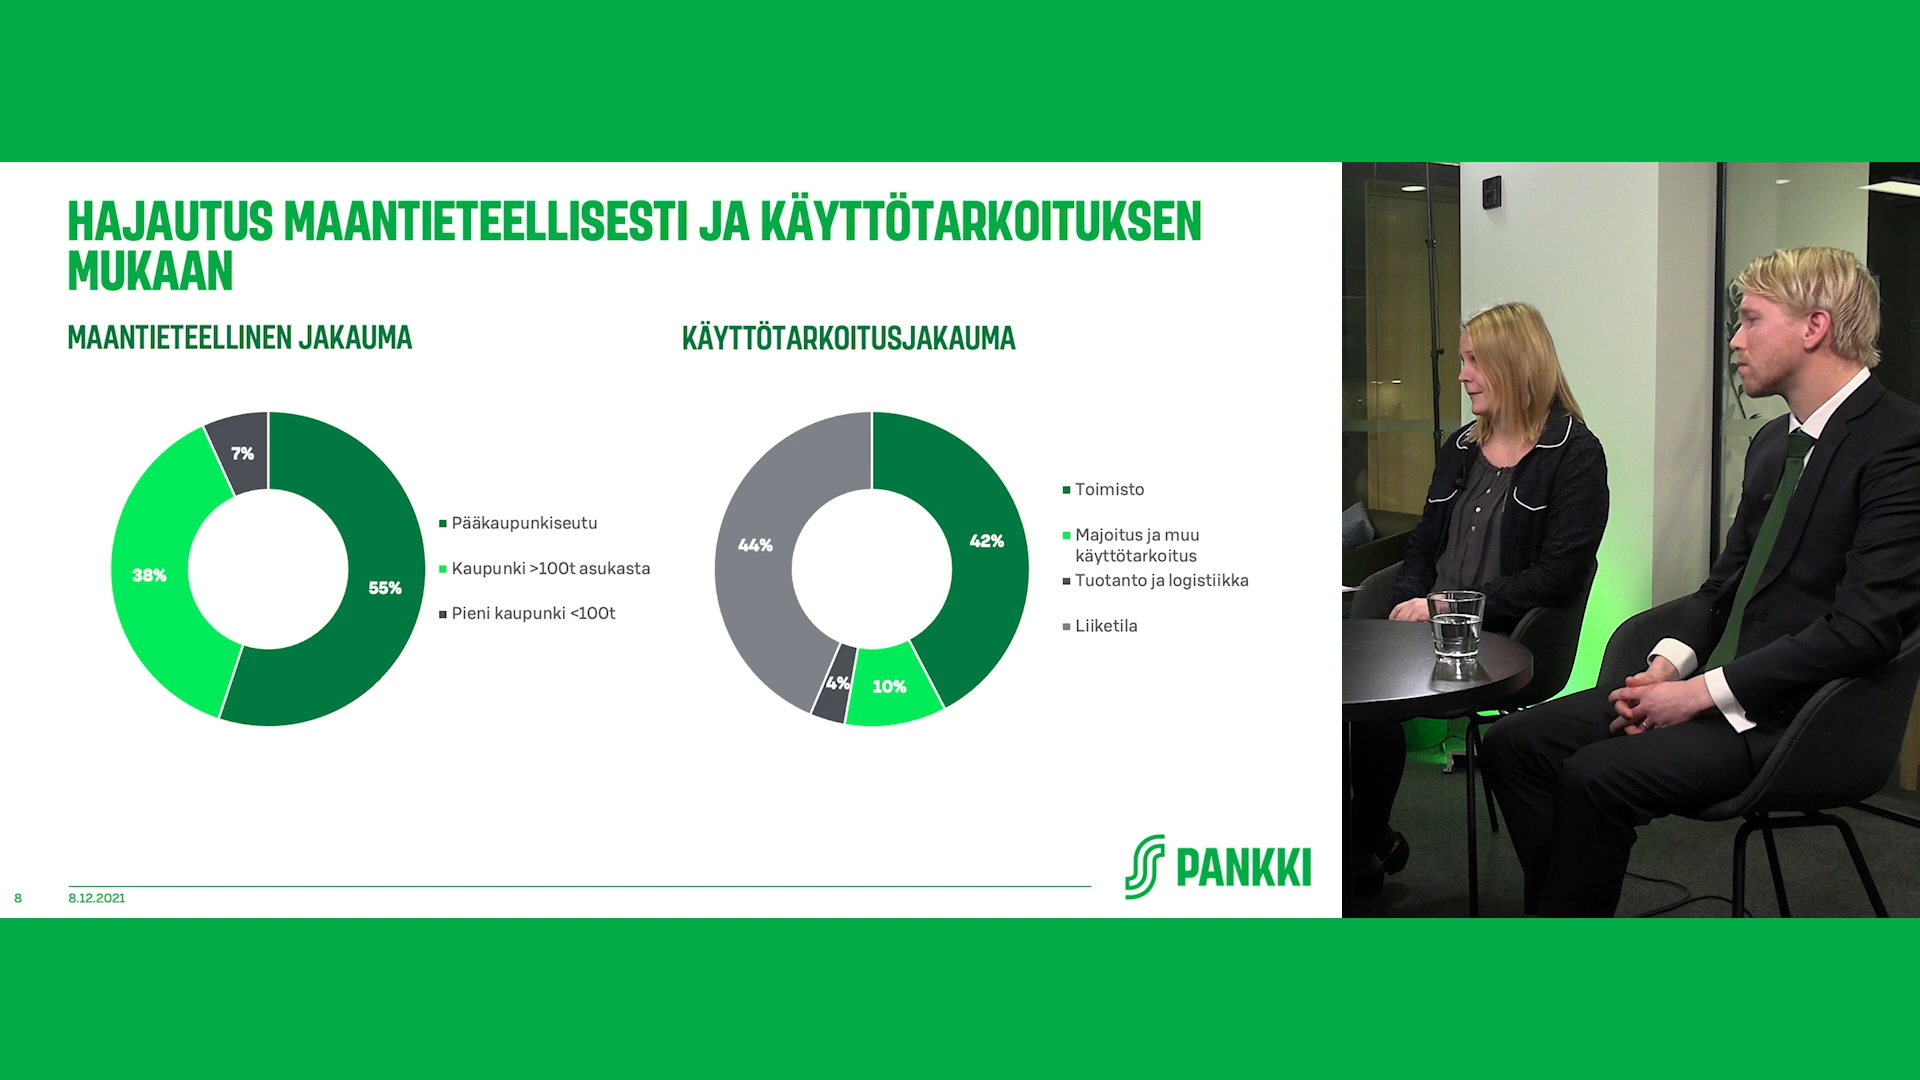 HAJAUTUS MAANTIETEELLISESTI JA KÄYTTÖTARKOITUKSEN
MUKAAN
MAANTIETEELLINEN JAKAUMA
7%
38%
55%
Pääkaupunkiseutu
Kaupunki >100t asukasta
Pieni kaupunki <100t
KÄYTTÖTARKOITUSJAKAUMA
44%
42%
4%
10%
Toimisto
Majoitus ja muu
käyttötarkoitus
Tuotanto ja logistiikka
Liiketila
S PANKKI
8
8.12.2021